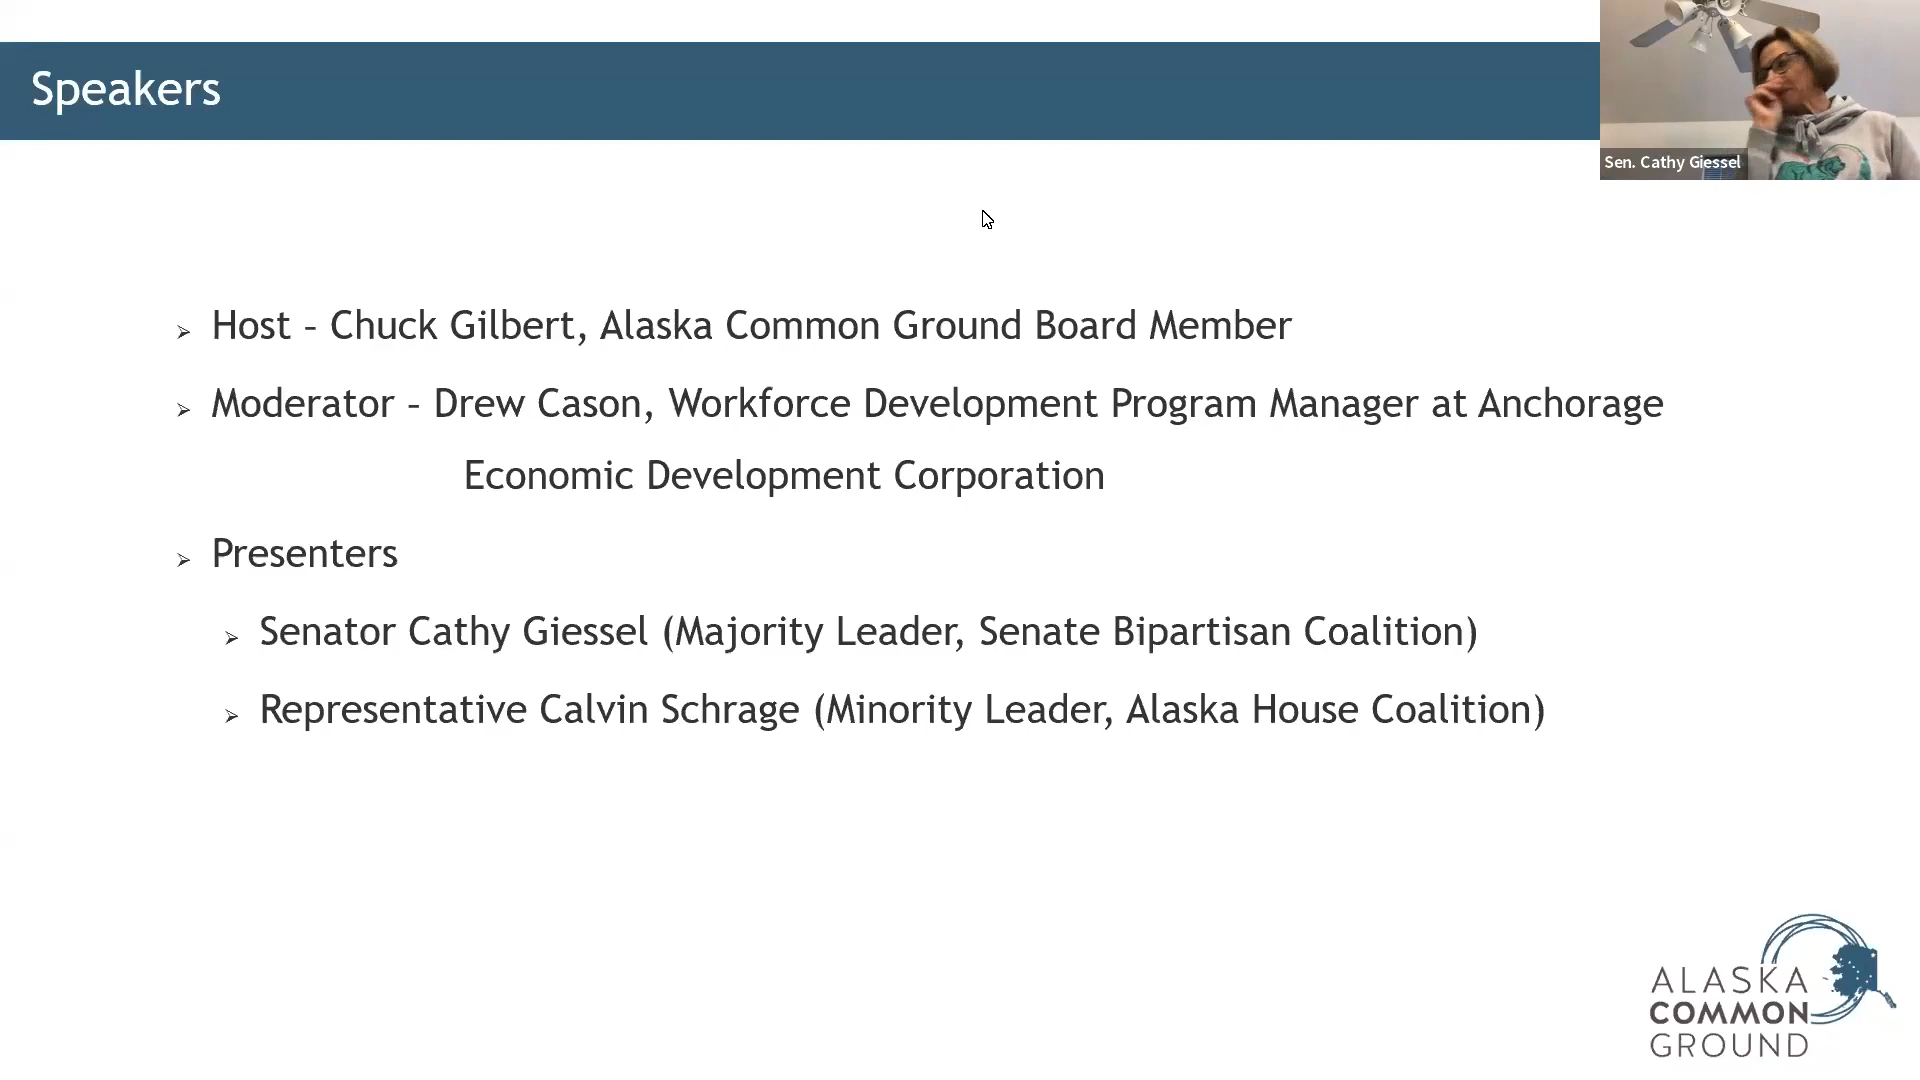 Speakers
Sen. Cathy Giessel
Host – Chuck Gilbert, Alaska Common Ground Board Member
Moderator – Drew Cason, Workforce Development Program Manager at Anchorage
Economic Development Corporation
Presenters
Senator Cathy Giessel (Majority Leader, Senate Bipartisan Coalition)
Representative Calvin Schrage (Minority Leader, Alaska House Coalition)
ALASKA
COMMON
GROUND